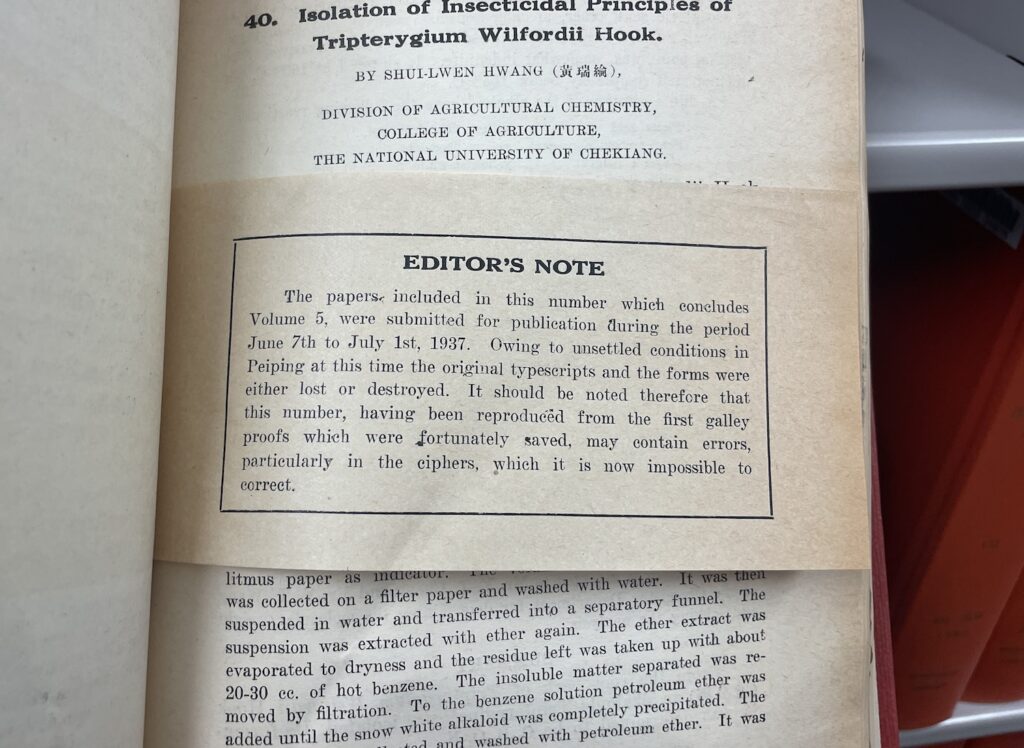 40. Isolation of Insecticidal Principles of
Tripterygium Wilfordii Hook.
BY SHUI-LWEN HWANG (黃瑞綸),
DIVISION OF AGRICULTURAL CHEMISTRY,
COLLEGE OF AGRICULTURE,
THE NATIONAL UNIVERSITY OF CHEKIANG.
EDITOR'S NOTE
The papers included in this number which concludes
Volume 5, were submitted for publication during the period
June 7th to July 1st, 1937. Owing to unsettled conditions in
Peiping at this time the original typescripts and the forms were
either lost or destroyed. It should be noted therefore that
this number, having been reproduced from the first galley
proofs which were fortunately saved, may contain errors,
particularly in the ciphers, which it is now impossible to
correct.
litmus paper as indicator. The
was collected on a filter paper and washed with water. It was then
suspended in water and transferred into a separatory funnel. The
suspension was extracted with ether again. The ether extract was
evaporated to dryness and the residue left was taken up with about
20-30 cc. of hot benzene. The insoluble matter separated was re-
moved by filtration. To the benzene solution petroleum ether was
added until the snow white alkaloid was completely precipitated. The
and washed with petroleum ether. It was